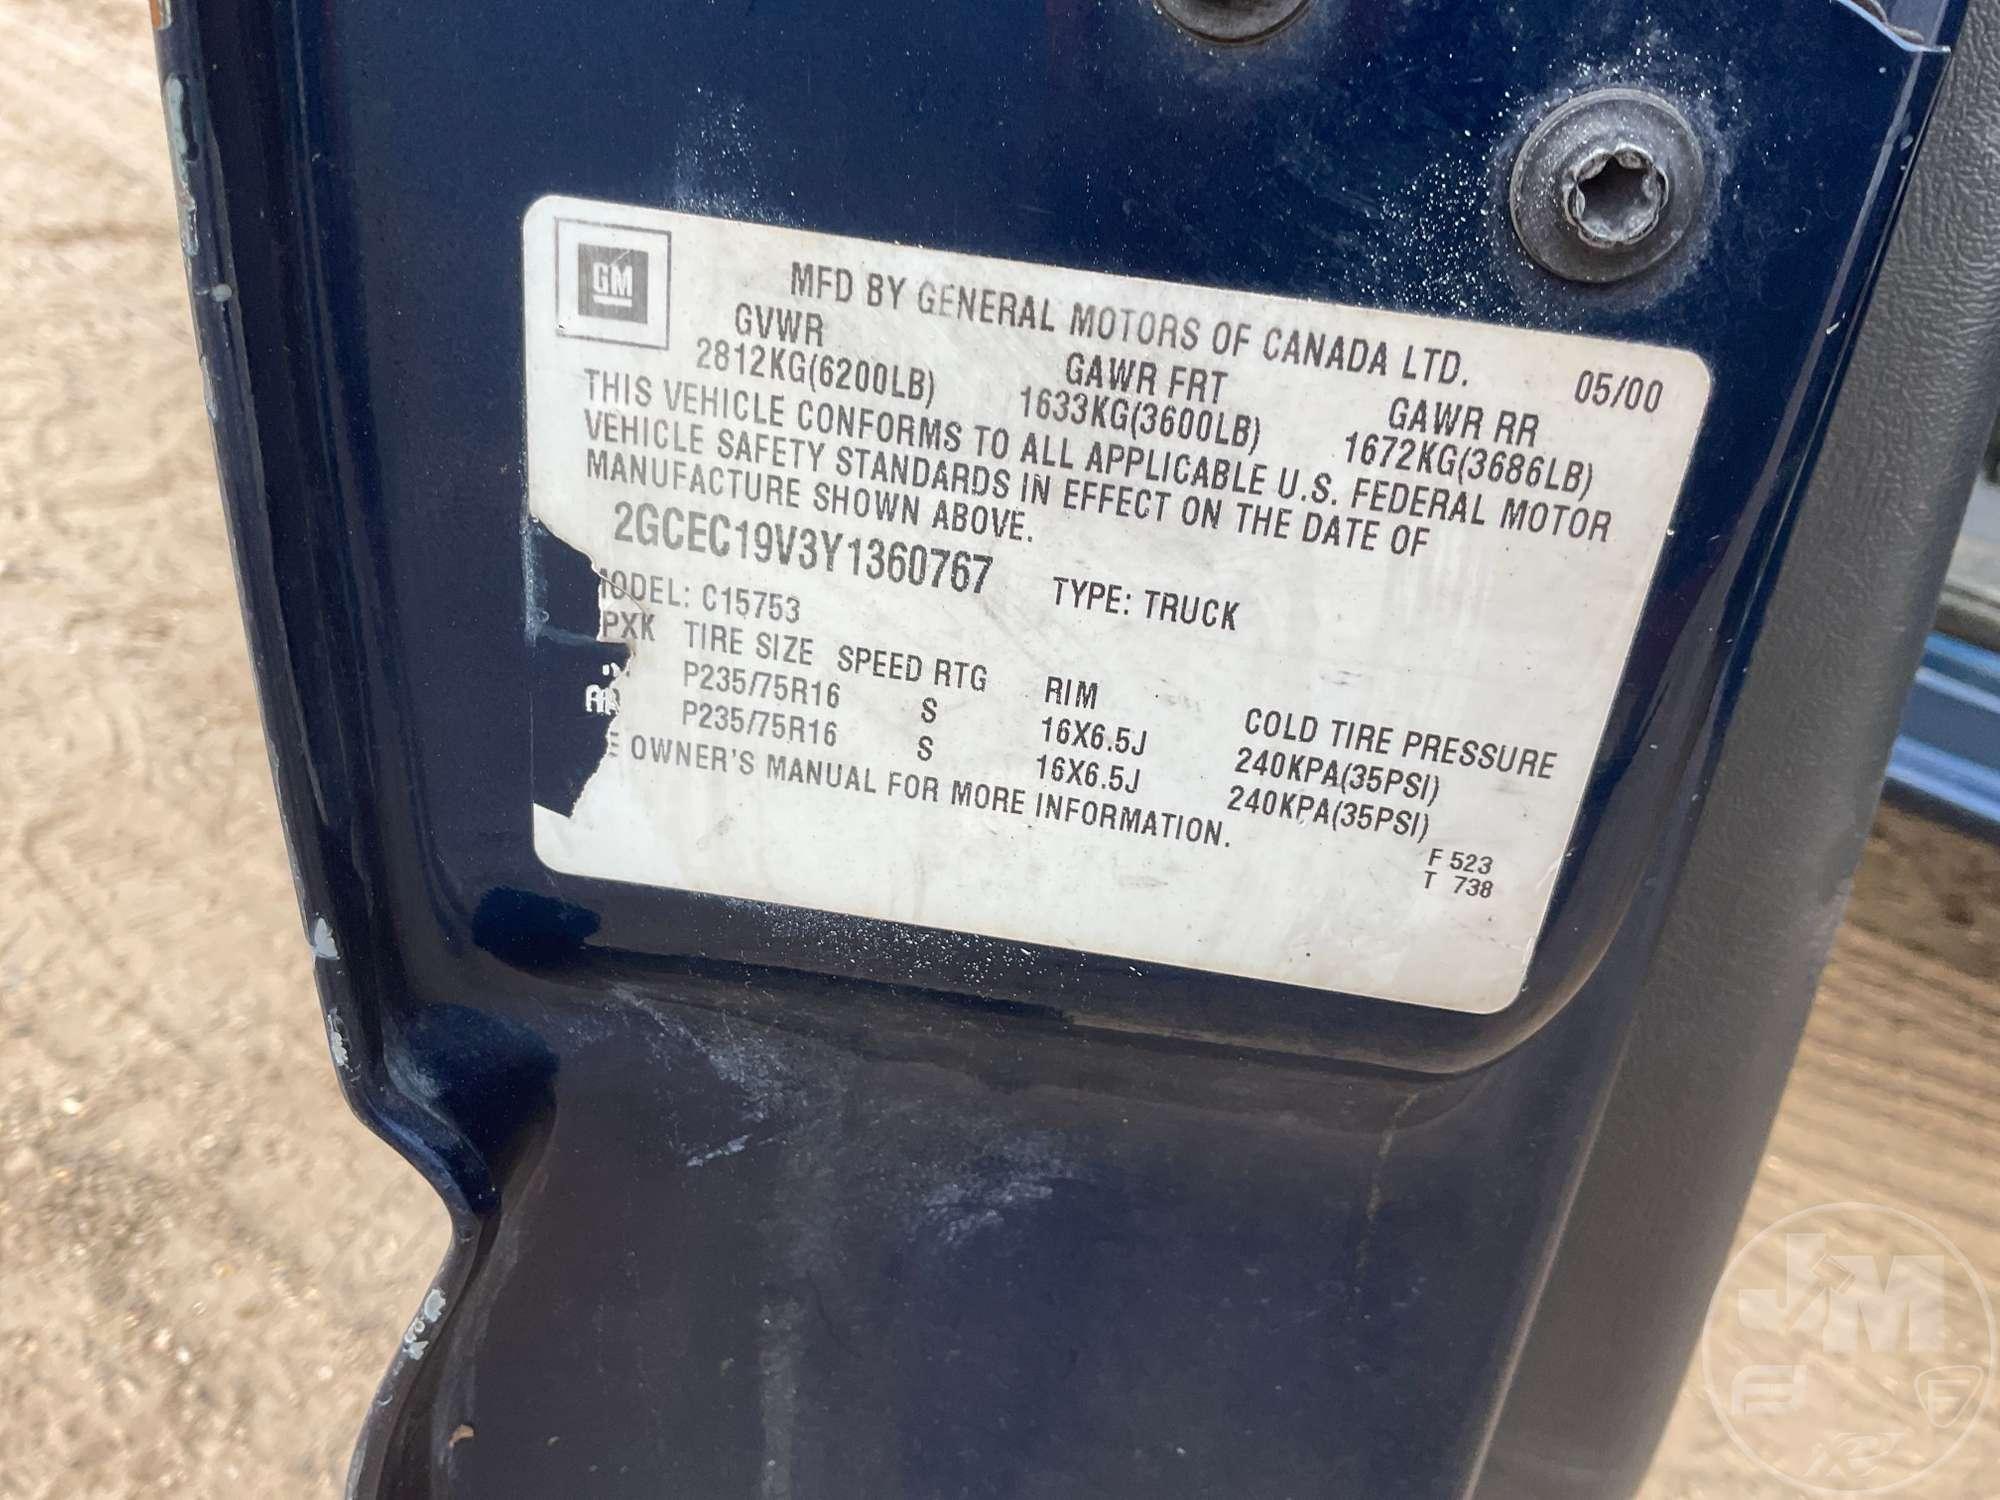 GM
MFD BY GENERAL MOTORS OF CANADA LTD.
05/00
GVWR GAWR FRT GAWR RR
2812KG(6200LB) 1633KG(3600LB) 1672KG(3686LB)
THIS VEHICLE CONFORMS TO ALL APPLICABLE U.S. FEDERAL MOTOR
VEHICLE SAFETY STANDARDS IN EFFECT ON THE DATE OF
MANUFACTURE SHOWN ABOVE.
2GCEC19V3Y1360767 TYPE: TRUCK
MODEL: C15753
PXK TIRE SIZE SPEED RTG RIM COLD TIRE PRESSURE
P235/75R16 S 16X6.5J 240KPA(35PSI)
P235/75R16 S 16X6.5J 240KPA(35PSI)
E OWNER'S MANUAL FOR MORE INFORMATION.
F 523
T 738
JM